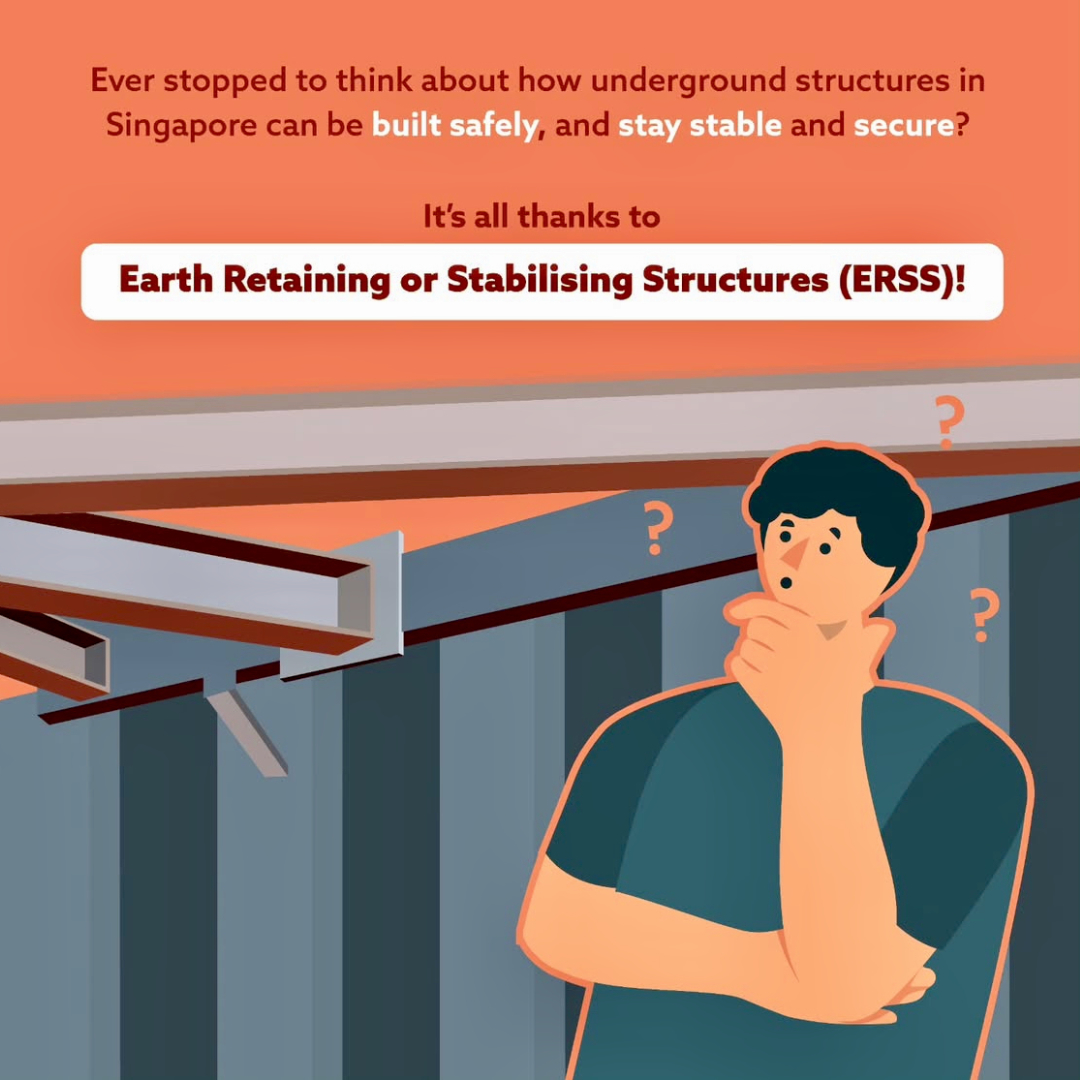 Ever stopped to think about how underground structures in
Singapore can be built safely, and stay stable and secure?
It's all thanks to
Earth Retaining or Stabilising Structures (ERSS)!
?
?
?